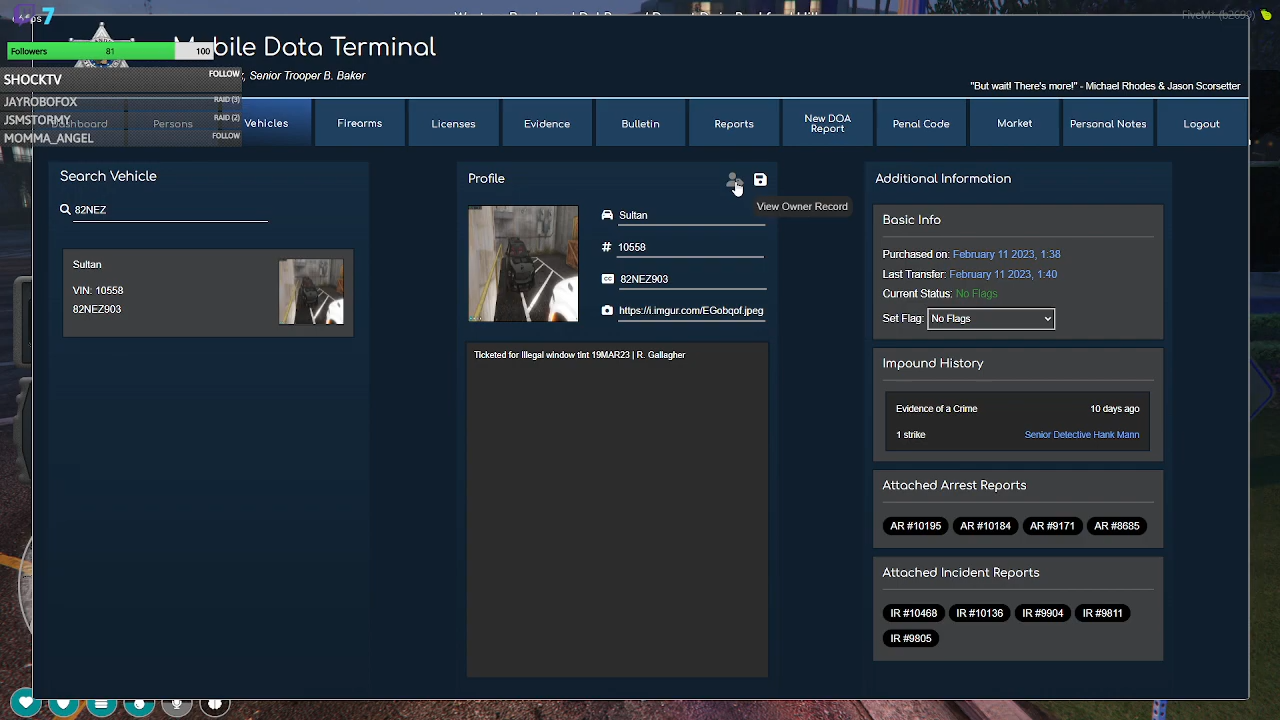 7
FiveM* (b2699)
Followers 81 100
SHOCKTV FOLLOW
JAYROBOFOX RAID (3)
JSMSTORMY RAID (2)
MOMMA_ANGEL FOLLOW
Mobile Data Terminal
Senior Trooper B. Baker
"But wait! There's more!" - Michael Rhodes & Jason Scorsetter
Dashboard
Persons
Vehicles
Firearms
Licenses
Evidence
Bulletin
Reports
New DOA
Report
Penal Code
Market
Personal Notes
Logout
Search Vehicle
82NEZ
Sultan
VIN: 10558
82NEZ903
Profile
View Owner Record
Sultan
# 10558
CC 82NEZ903
https://i.imgur.com/EGobqof.jpeg
Ticketed for Illegal window tint 19MAR23 | R. Gallagher
Additional Information
Basic Info
Purchased on: February 11 2023, 1:38
Last Transfer: February 11 2023, 1:40
Current Status: No Flags
Set Flag: No Flags
Impound History
Evidence of a Crime 10 days ago
1 strike Senior Detective Hank Mann
Attached Arrest Reports
AR #10195 AR #10184 AR #9171 AR #8685
Attached Incident Reports
IR #10468 IR #10136 IR #9904 IR #9811
IR #9805